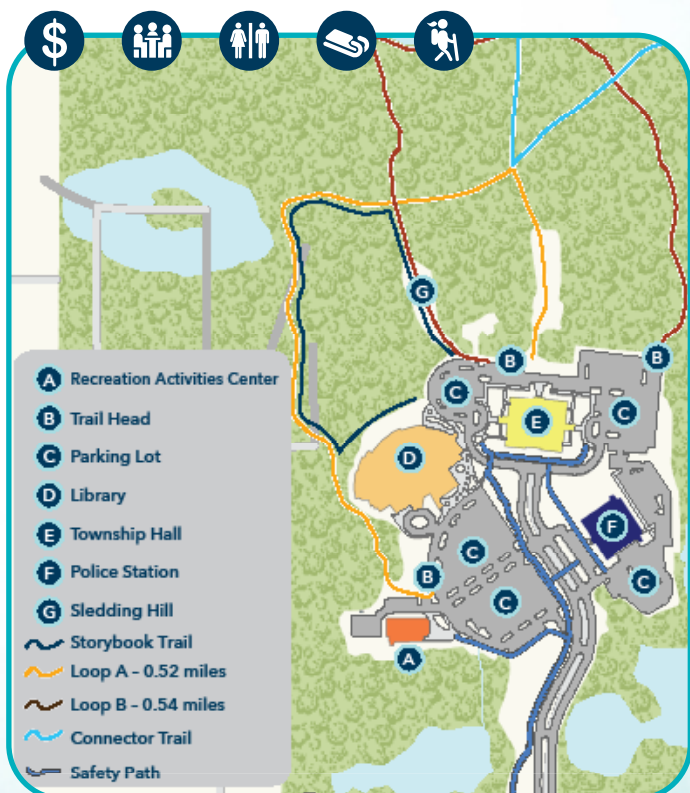 $
G
B
B
C
C
E
D
F
C
B
C
C
A
A Recreation Activities Center
B Trail Head
C Parking Lot
D Library
E Township Hall
F Police Station
G Sledding Hill
Storybook Trail
Loop A - 0.52 miles
Loop B - 0.54 miles
Connector Trail
Safety Path